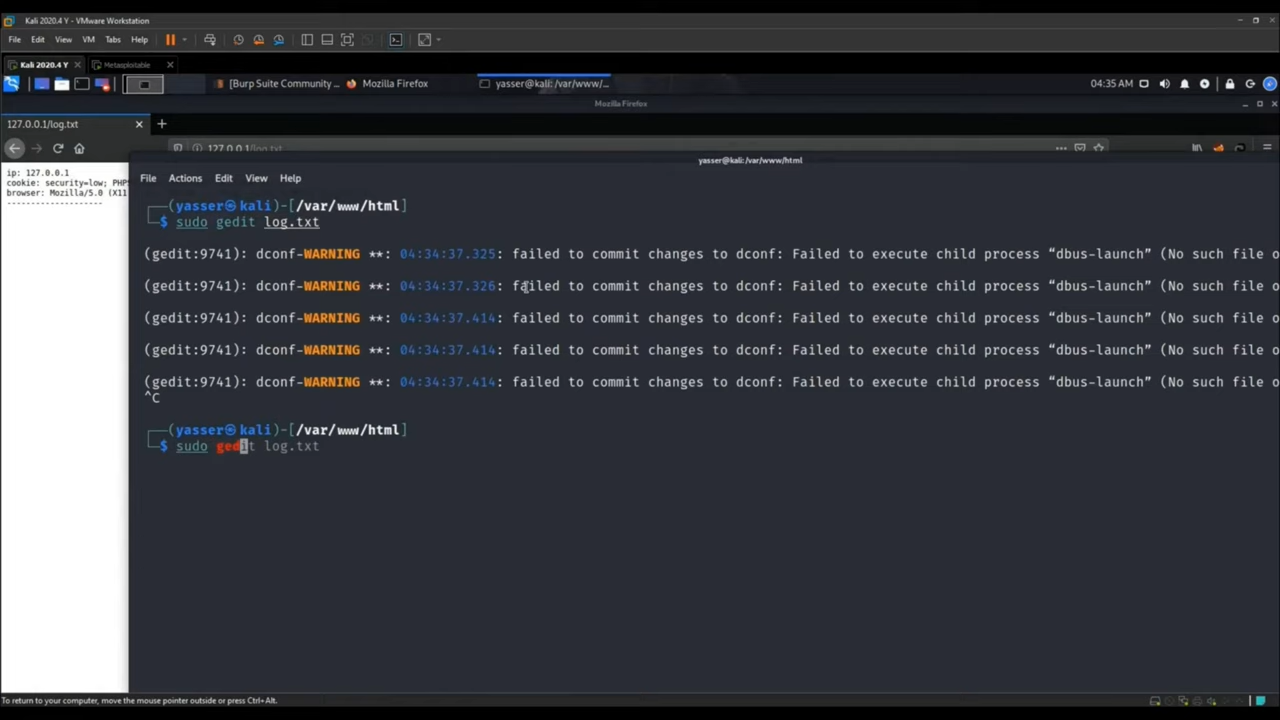 Kali 2020.4 Y - VMware Workstation
File Edit View VM Tabs Help
Kali 2020.4 Y Metasploitable
[Burp Suite Community ... Mozilla Firefox yasser@kali: /var/www/... 04:35 AM
Mozilla Firefox
127.0.0.1/log.txt
127.0.0.1/log.txt
yasser@kali: /var/www/html
ip: 127.0.0.1
cookie: security=low; PHPS
browser: Mozilla/5.0 (X11
--------------------
File Actions Edit View Help
┌──(yasser㉿kali)-[/var/www/html]
└─$ sudo gedit log.txt
(gedit:9741): dconf-WARNING **: 04:34:37.325: failed to commit changes to dconf: Failed to execute child process “dbus-launch” (No such file o
(gedit:9741): dconf-WARNING **: 04:34:37.326: failed to commit changes to dconf: Failed to execute child process “dbus-launch” (No such file o
(gedit:9741): dconf-WARNING **: 04:34:37.414: failed to commit changes to dconf: Failed to execute child process “dbus-launch” (No such file o
(gedit:9741): dconf-WARNING **: 04:34:37.414: failed to commit changes to dconf: Failed to execute child process “dbus-launch” (No such file o
(gedit:9741): dconf-WARNING **: 04:34:37.414: failed to commit changes to dconf: Failed to execute child process “dbus-launch” (No such file o
^C
┌──(yasser㉿kali)-[/var/www/html]
└─$ sudo gedit log.txt
To return to your computer, move the mouse pointer outside or press Ctrl+Alt.